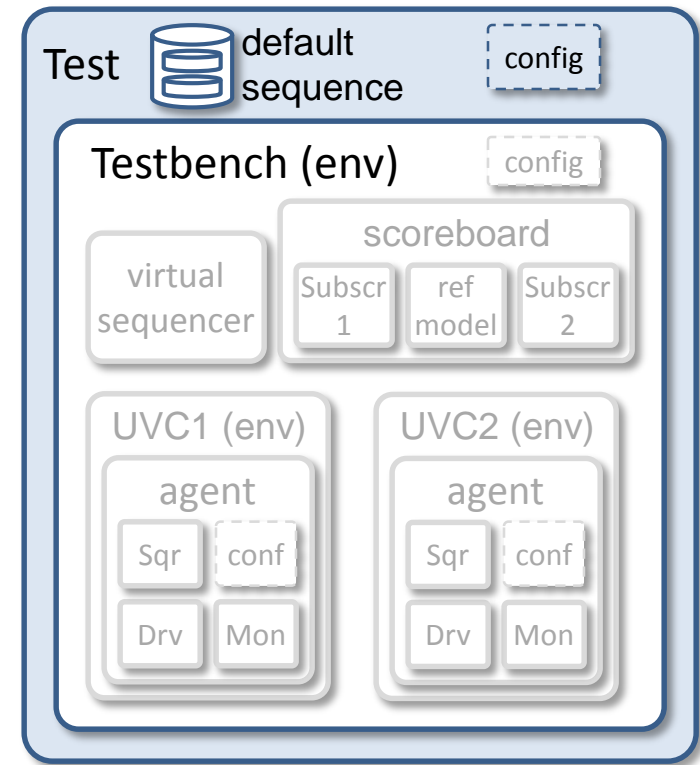 Test
default
sequence
config
Testbench (env)
config
virtual
sequencer
scoreboard
Subscr
1
ref
model
Subscr
2
UVC1 (env)
agent
Sqr
conf
Drv
Mon
UVC2 (env)
agent
Sqr
conf
Drv
Mon